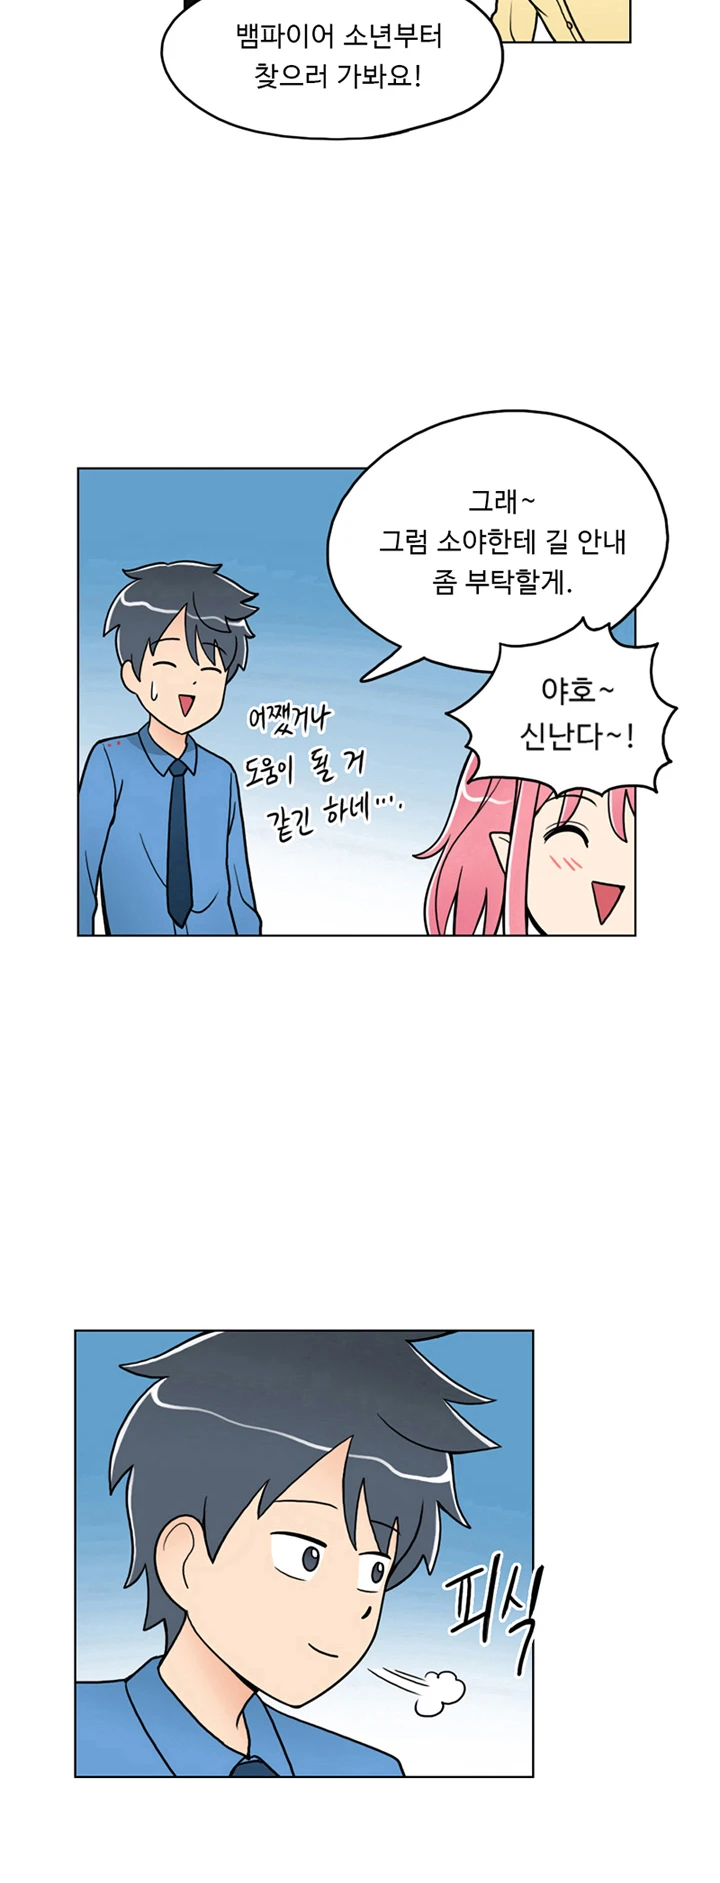 뱀파이어 소년부터
찾으러 가봐요!
그래~
그럼 소야한테 길 안내
좀 부탁할게.
야호~
신난다~!
어쨌거나
도움이 될 거
같긴 하네….
피식